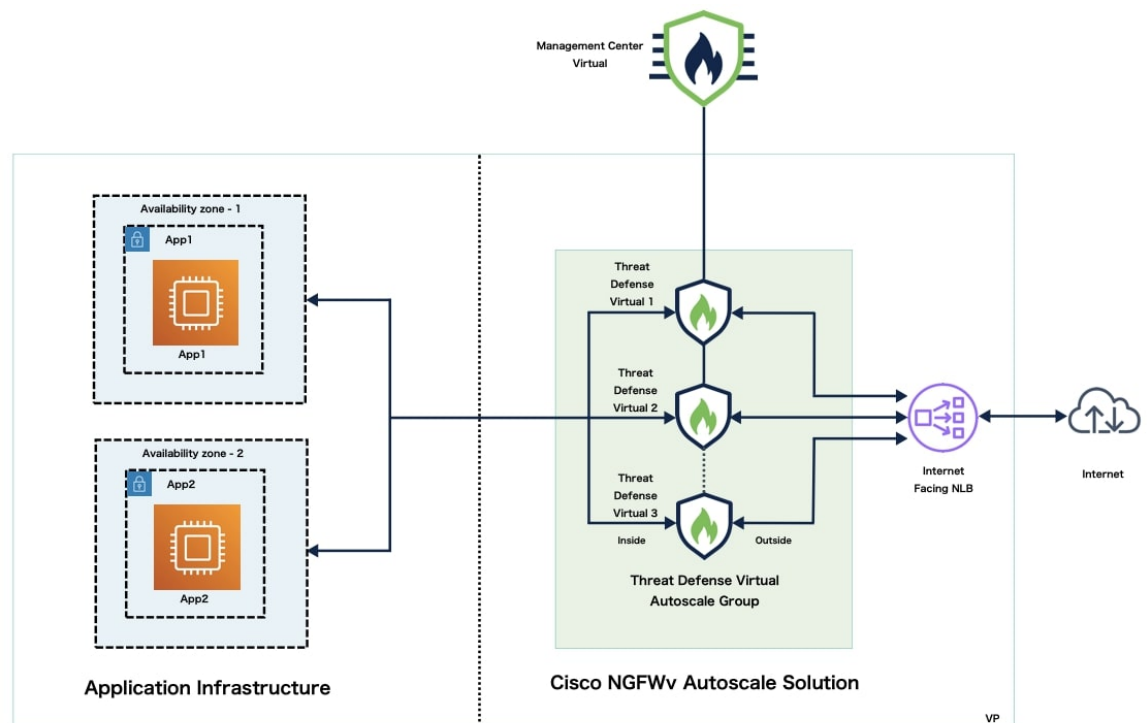 Management Center
Virtual
Availability zone - 1
App1
App1
Availability zone - 2
App2
App2
Application Infrastructure
Threat
Defense
Virtual 1
Threat
Defense
Virtual 2
Threat
Defense
Virtual 3
Inside
Outside
Threat Defense Virtual
Autoscale Group
Cisco NGFWv Autoscale Solution
Internet
Facing NLB
Internet
VP